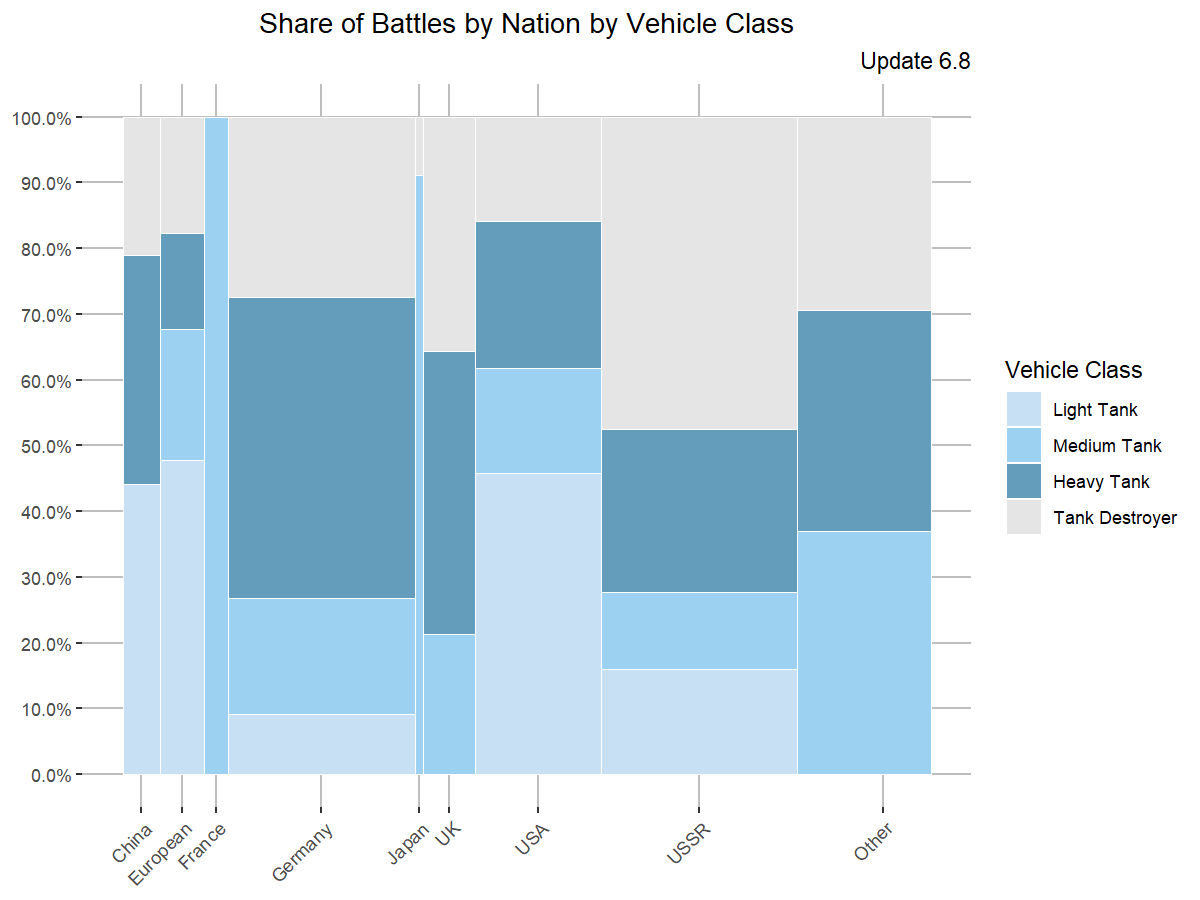 Share of Battles by Nation by Vehicle Class
Update 6.8
100.0%
90.0%
80.0%
70.0%
60.0%
50.0%
40.0%
30.0%
20.0%
10.0%
0.0%
China
European
France
Germany
Japan
UK
USA
USSR
Other
Vehicle Class
Light Tank
Medium Tank
Heavy Tank
Tank Destroyer